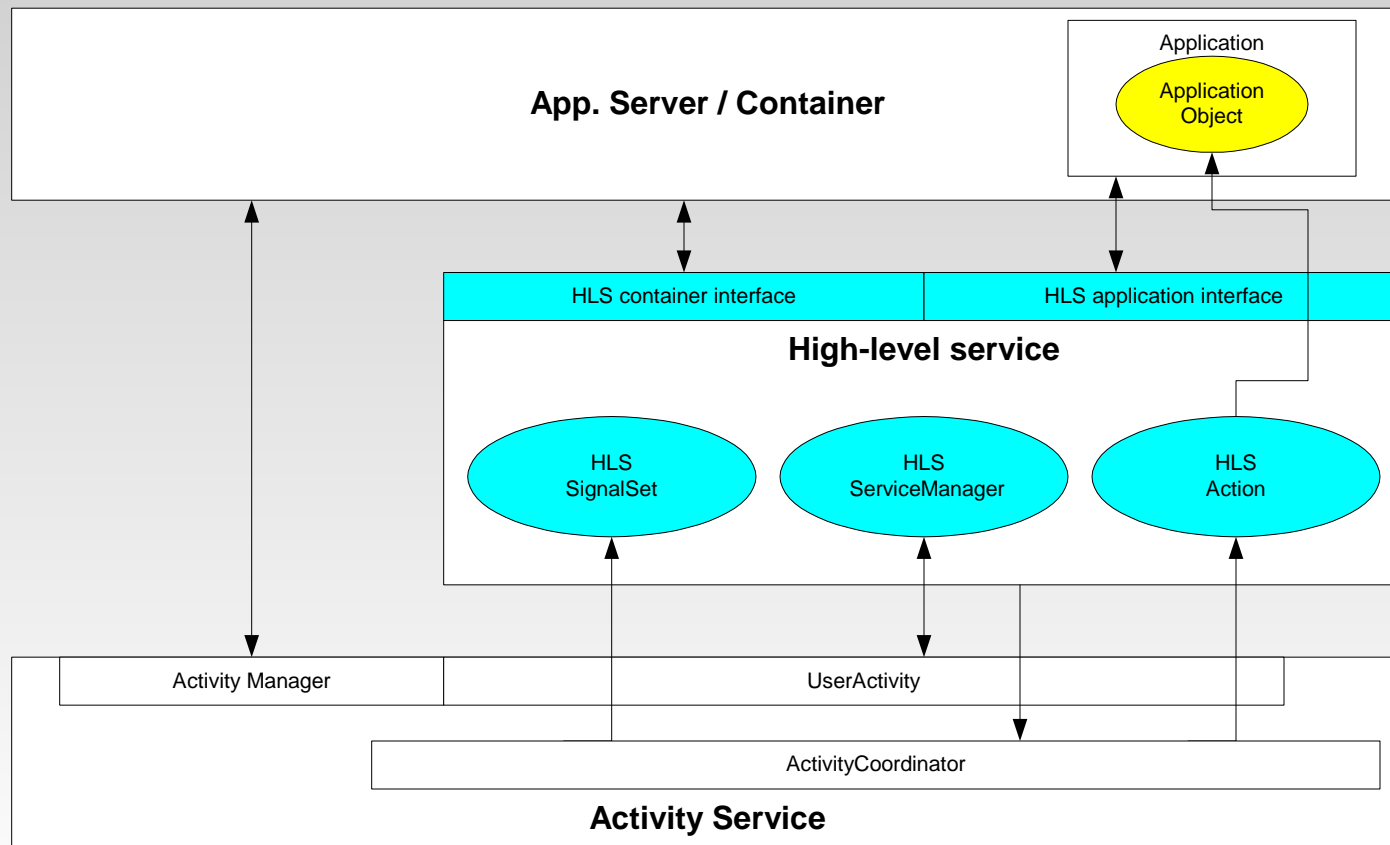 Application
Application
Object
App. Server / Container
HLS container interface
HLS application interface
High-level service
HLS
SignalSet
HLS
ServiceManager
HLS
Action
Activity Manager
UserActivity
ActivityCoordinator
Activity Service